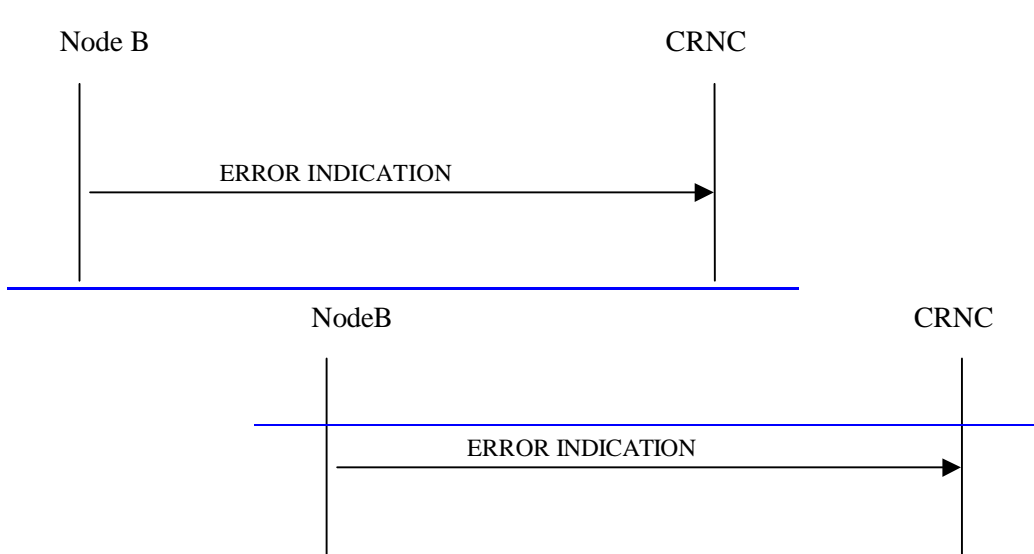 Node B CRNC
ERROR INDICATION
NodeB CRNC
ERROR INDICATION